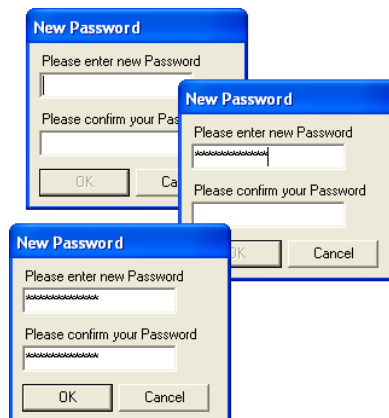 New Password
Please enter new Password
Please confirm your Pas
OK
Ca
New Password
Please enter new Password
*************
Please confirm your Password
OK
Cancel
New Password
Please enter new Password
*************
Please confirm your Password
*************
OK
Cancel